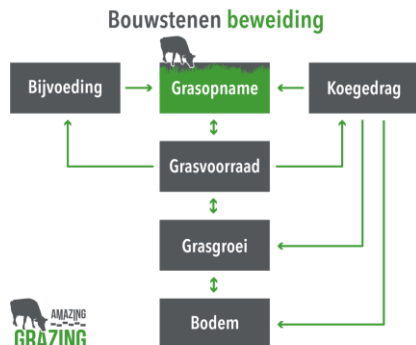 Bouwstenen beweiding
Bijvoeding
Grasopname
Koegedrag
Grasvoorraad
Grasgroei
Bodem
AMAZING
GRAZING